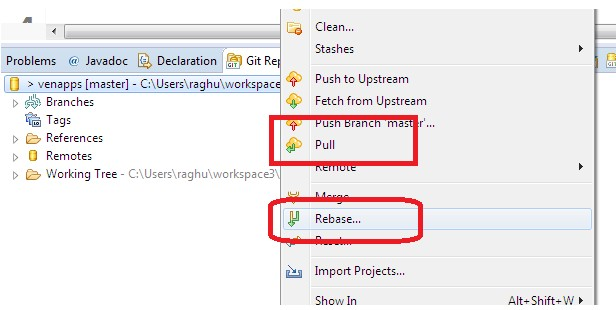 Problems @ Javadoc Declaration Git Rep
> venapps [master] - C:\Users\raghu\workspace
Branches
Tags
References
Remotes
Working Tree - C:\Users\raghu\workspace3\
Clean...
Stashes
Push to Upstream
Fetch from Upstream
Push Branch 'master'...
Pull
Remote
Merge
Rebase...
Reset...
Import Projects...
Show In Alt+Shift+W
GIT